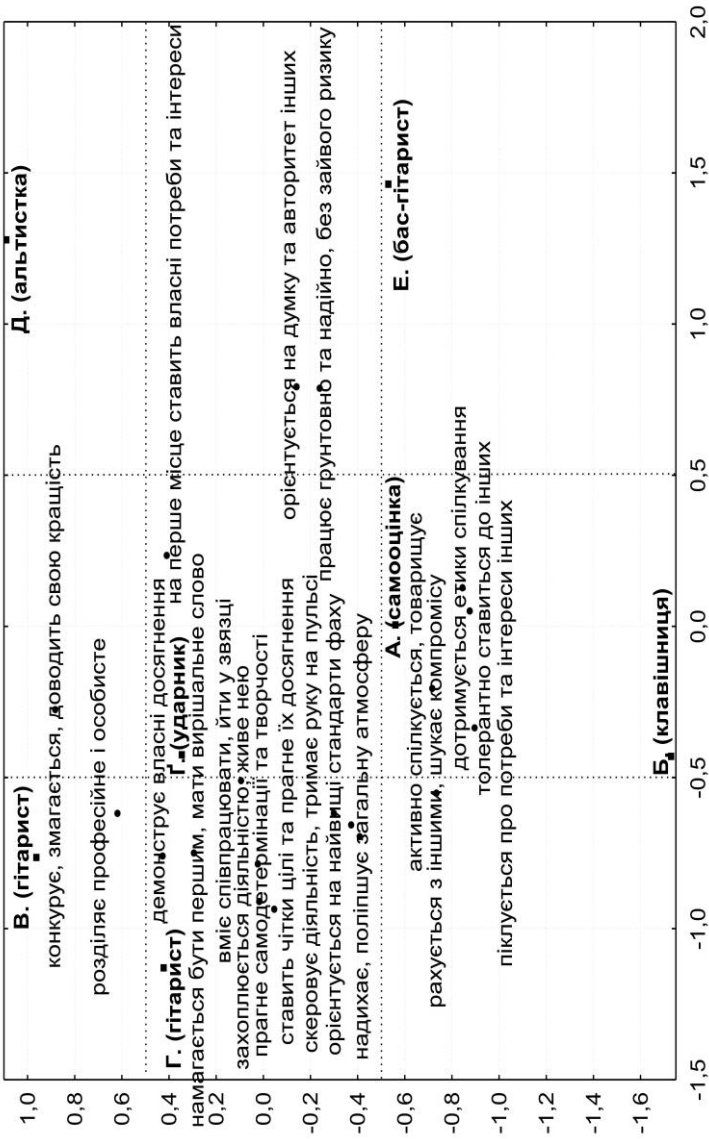 Д. (альтистка)
В. (гітарист)
конкурує, змагається, доводить свою кращість
розділяє професійне і особисте
демонструє власні досягнення
Г. (гітарист)
Ґ. (ударник)
на перше місце ставить власні потреби та інтереси
намагається бути першим, мати вирішальне слово
вміє співпрацювати, йти у звязці
захоплюється діяльністю, живе нею
прагне самодетермінації та творчості
ставить чітки цілі та прагне їх досягнення
орієнтується на думку та авторитет інших
скеровує діяльність, тримає руку на пульсі
працює грунтовно та надійно, без зайвого ризику
орієнтується на найвищі стандарти фаху
надихає, поліпшує загальну атмосферу
Е. (бас-гітарист)
А. (самооцінка)
активно спілкується, товаришує
рахується з іншими, шукає компромісу
дотримується етики спілкування
толерантно ставиться до інших
піклується про потреби та інтереси інших
Б. (клавішниця)
1,0
0,8
0,6
0,4
0,2
0,0
-0,2
-0,4
-0,6
-0,8
-1,0
-1,2
-1,4
-1,6
-1,5
-1,0
-0,5
0,0
0,5
1,0
1,5
2,0